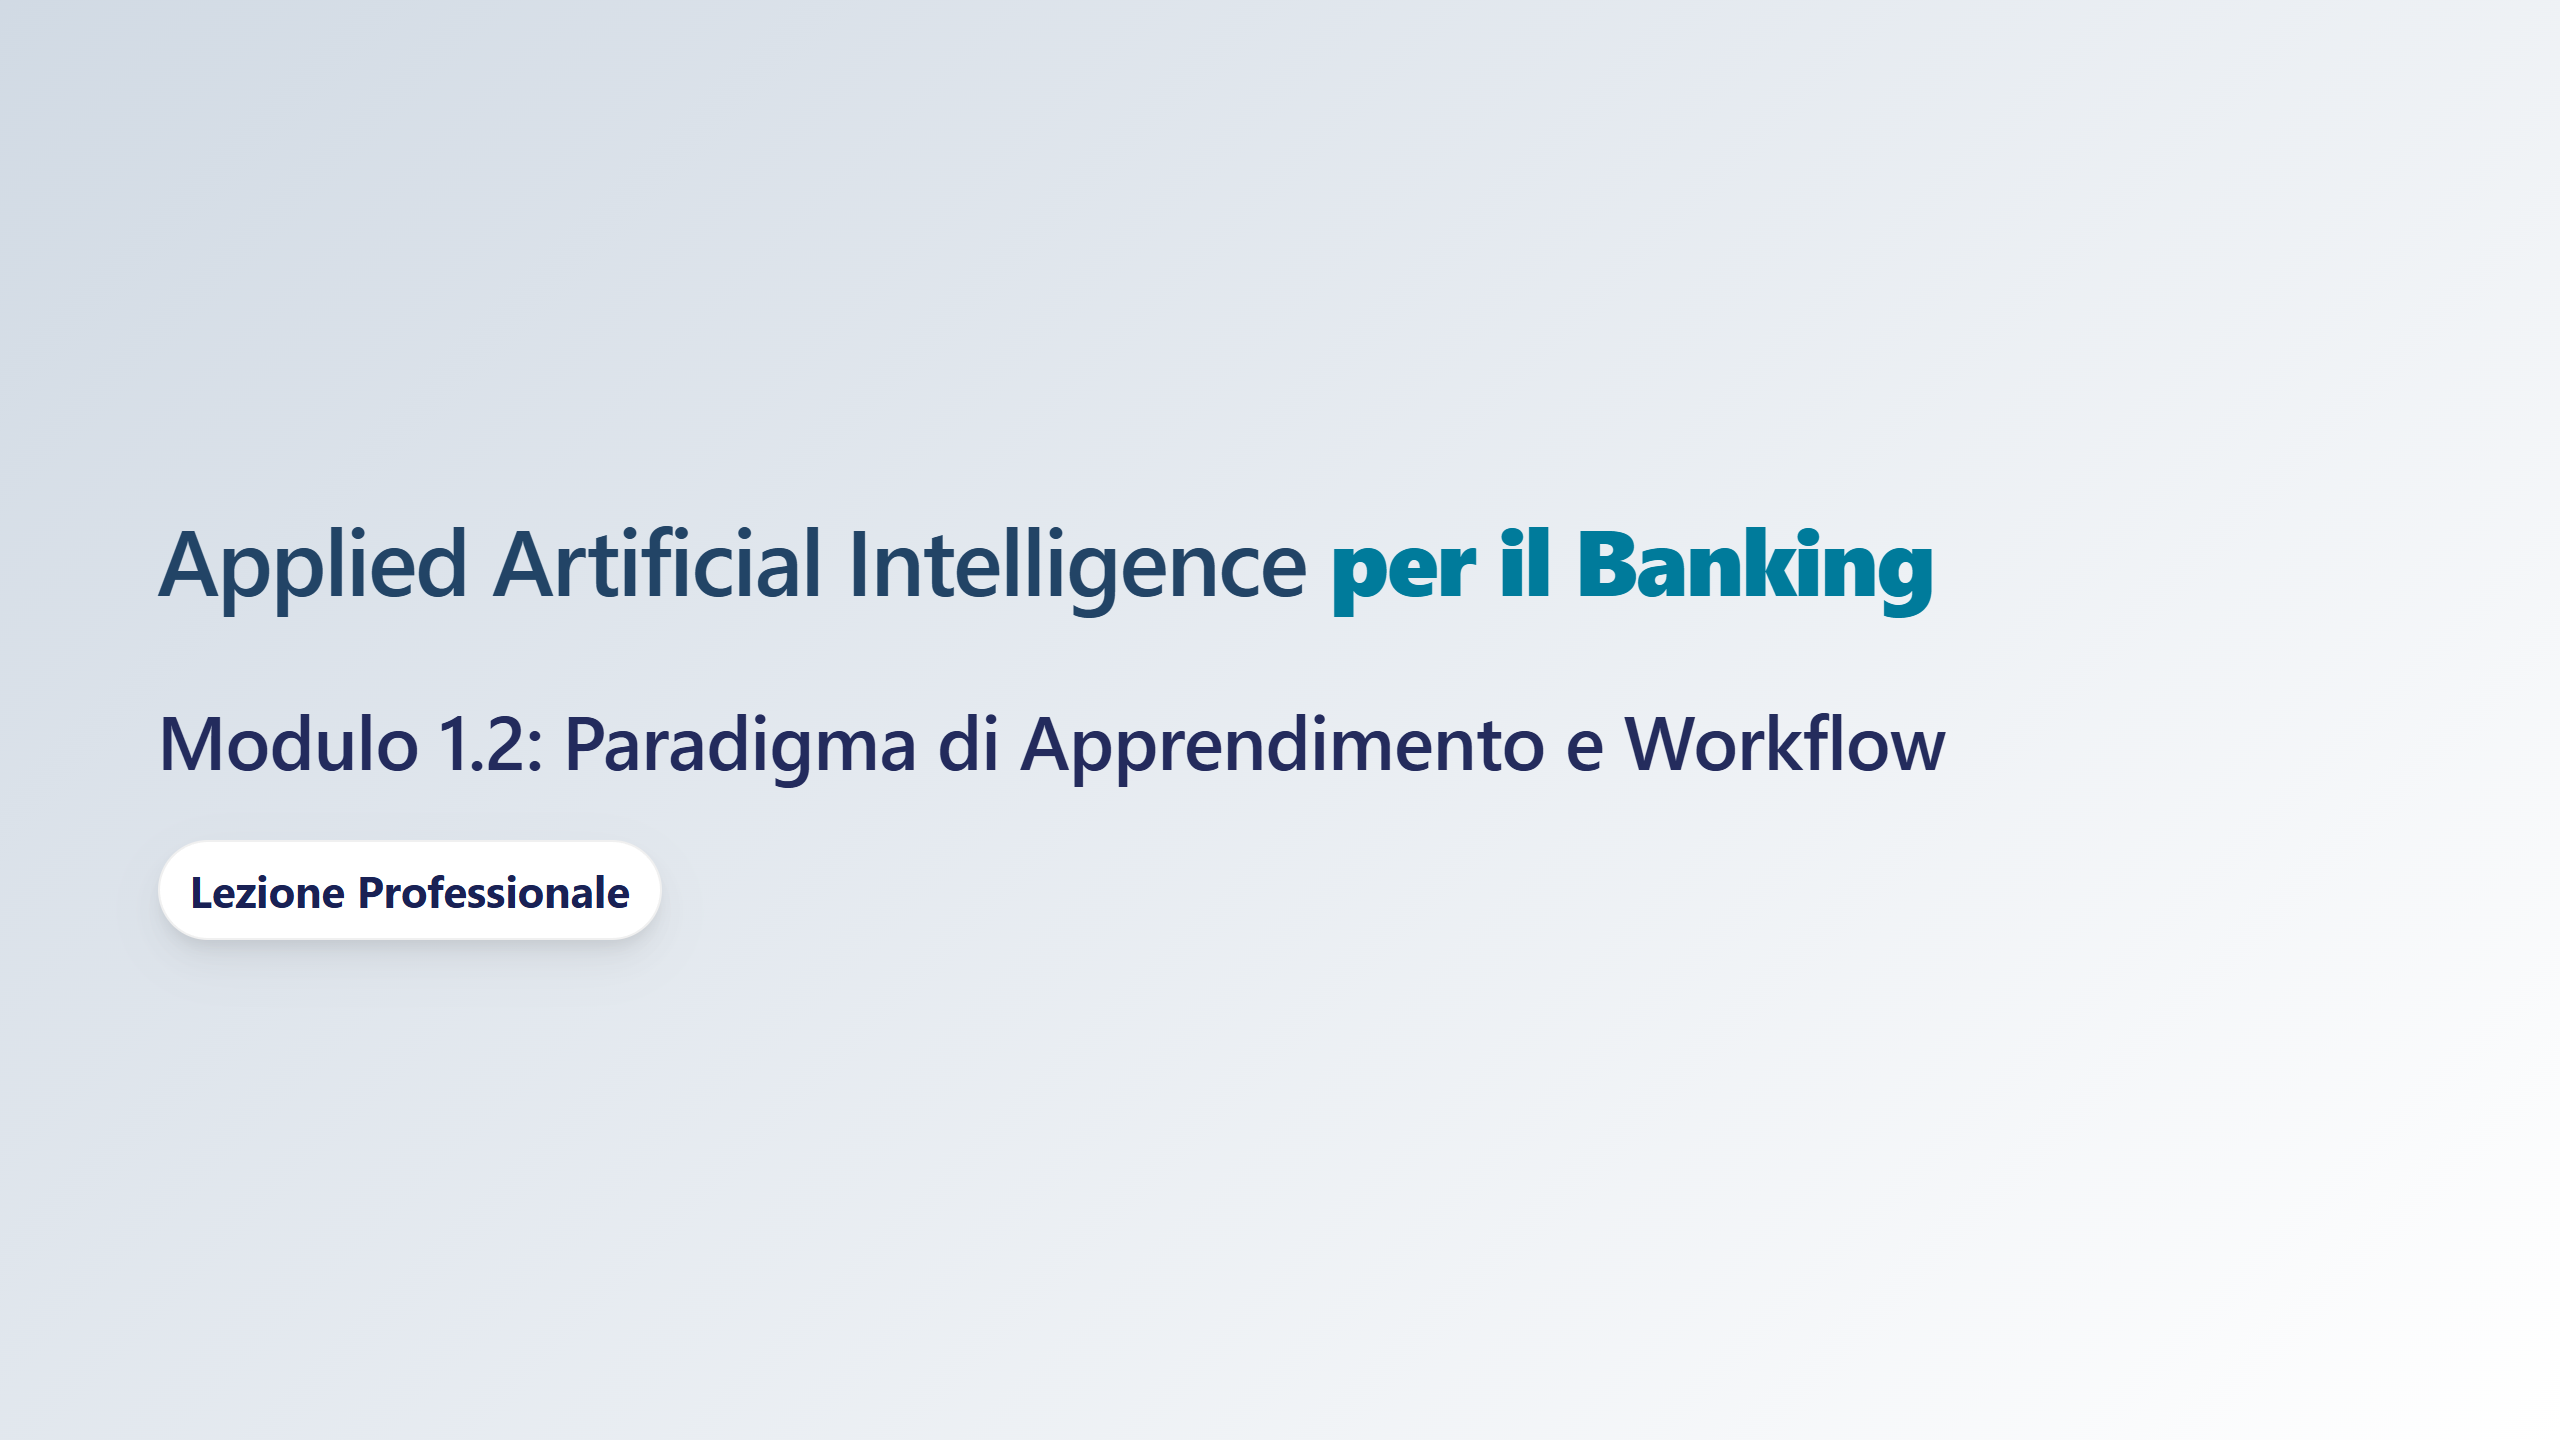 Applied Artificial Intelligence per il Banking
Modulo 1.2: Paradigma di Apprendimento e Workflow
Lezione Professionale